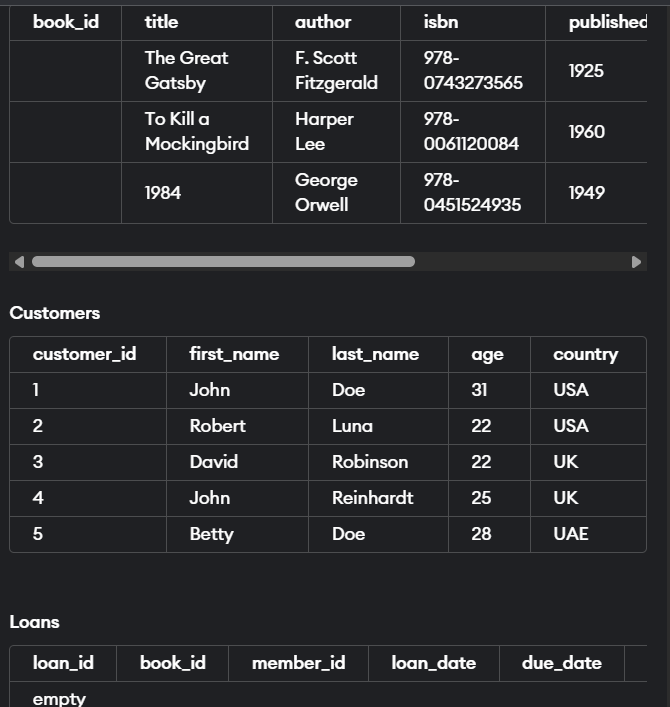 book_id title author isbn published
The Great F. Scott 978-
Gatsby Fitzgerald 0743273565 1925
To Kill a Harper 978-
Mockingbird Lee 0061120084 1960
1984 George 978- 1949
Orwell 0451524935
Customers
customer_id first_name last_name age country
1 John Doe 31 USA
2 Robert Luna 22 USA
3 David Robinson 22 UK
4 John Reinhardt 25 UK
5 Betty Doe 28 UAE
Loans
loan_id book_id member_id loan_date due_date
empty